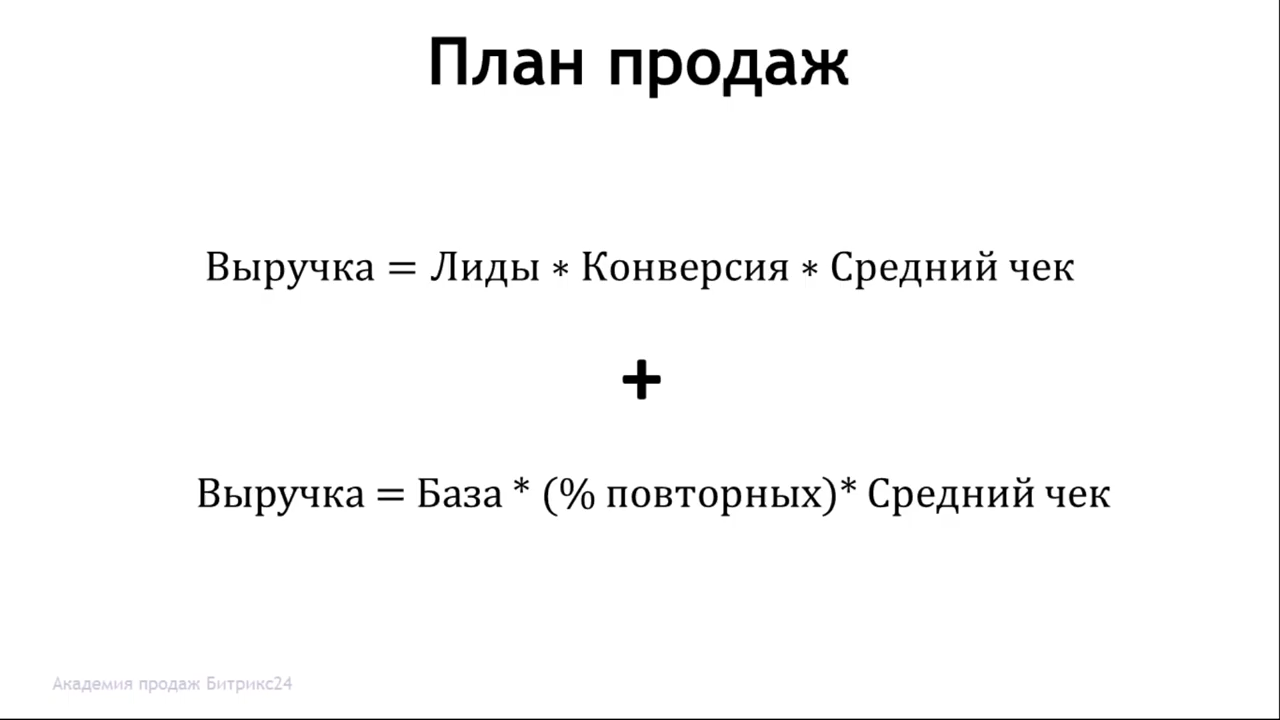 План продаж
Выручка = Лиды * Конверсия * Средний чек
+
Выручка = База * (% повторных)* Средний чек
Академия продаж Битрикс24